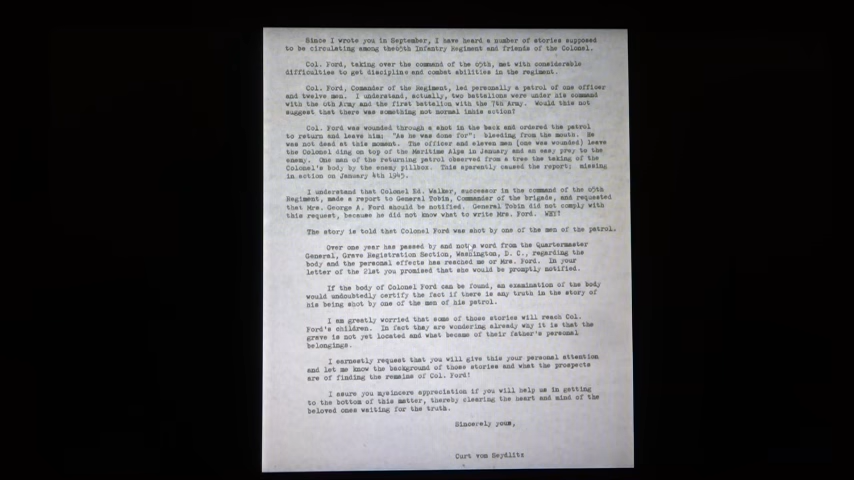 Since I wrote you in September, I have heard a number of stories supposed
to be circulating among the65th Infantry Regiment and friends of the Colonel.
Col. Ford, taking over the command of the 65th, met with considerable
difficulties to get discipline and combat abilities in the regiment.
Col. Ford, Comander of the Regiment, led personally a patrol of one officer
and twelve men. I understand, actually, two battalions were under his command
with the 6th Army and the first battalion with the 7th Army. Would this not
suggest that there was something not normal inhis action?
Col. Ford was wounded through a shot in the back and ordered the patrol
to return and leave him; "As he was done for"; bleeding from the mouth. He
was not dead at this moment. The officer and eleven men (one was wounded) leave
the Colonel ding on top of the Maritime Alps in January and an easy prey to the
enemy. One man of the returning patrol observed from a tree the taking of the
Colonel's body by the enemy pillbox. This aparently caused the report; missing
in action on January 4th 1945.
I understand that Colonel Ed. Walker, successor in the command of the 65th
Regiment, made a report to General Tobin, Commander of the brigade, and requested
that Mrs. George A. Ford should be notified. General Tobin did not comply with
this request, because he did not know what to write Mrs. Ford. WHY?
The story is told that Colonel Ford was shot by one of the men of the patrol.
Over one year has passed by and not a word from the Quartermaster
General, Grave Registration Section, Washington, D. C., regarding the
body and the personal effects has reached me or Mrs. Ford. In your
letter of the 21st you promised that she would be promptly notified.
If the body of Colonel Ford can be found, an examination of the body
would undoubtedly certify the fact if there is any truth in the story of
his being shot by one of the men of his patrol.
I am greatly worried that some of those stories will reach Col.
Ford's children. In fact they are wondering already why it is that the
grave is not yet located and what became of their father's personal
belongings.
I earnestly request that you will give this your personal attention
and let me know the background of those stories and what the prospects
are of finding the remains of Col. Ford?
I asure you mysincere appreciation if you will help us in getting
to the bottom of this matter, thereby clearing the heart and mind of the
beloved ones waiting for the truth.
Sincerely yous,
Curt von Heydlitz